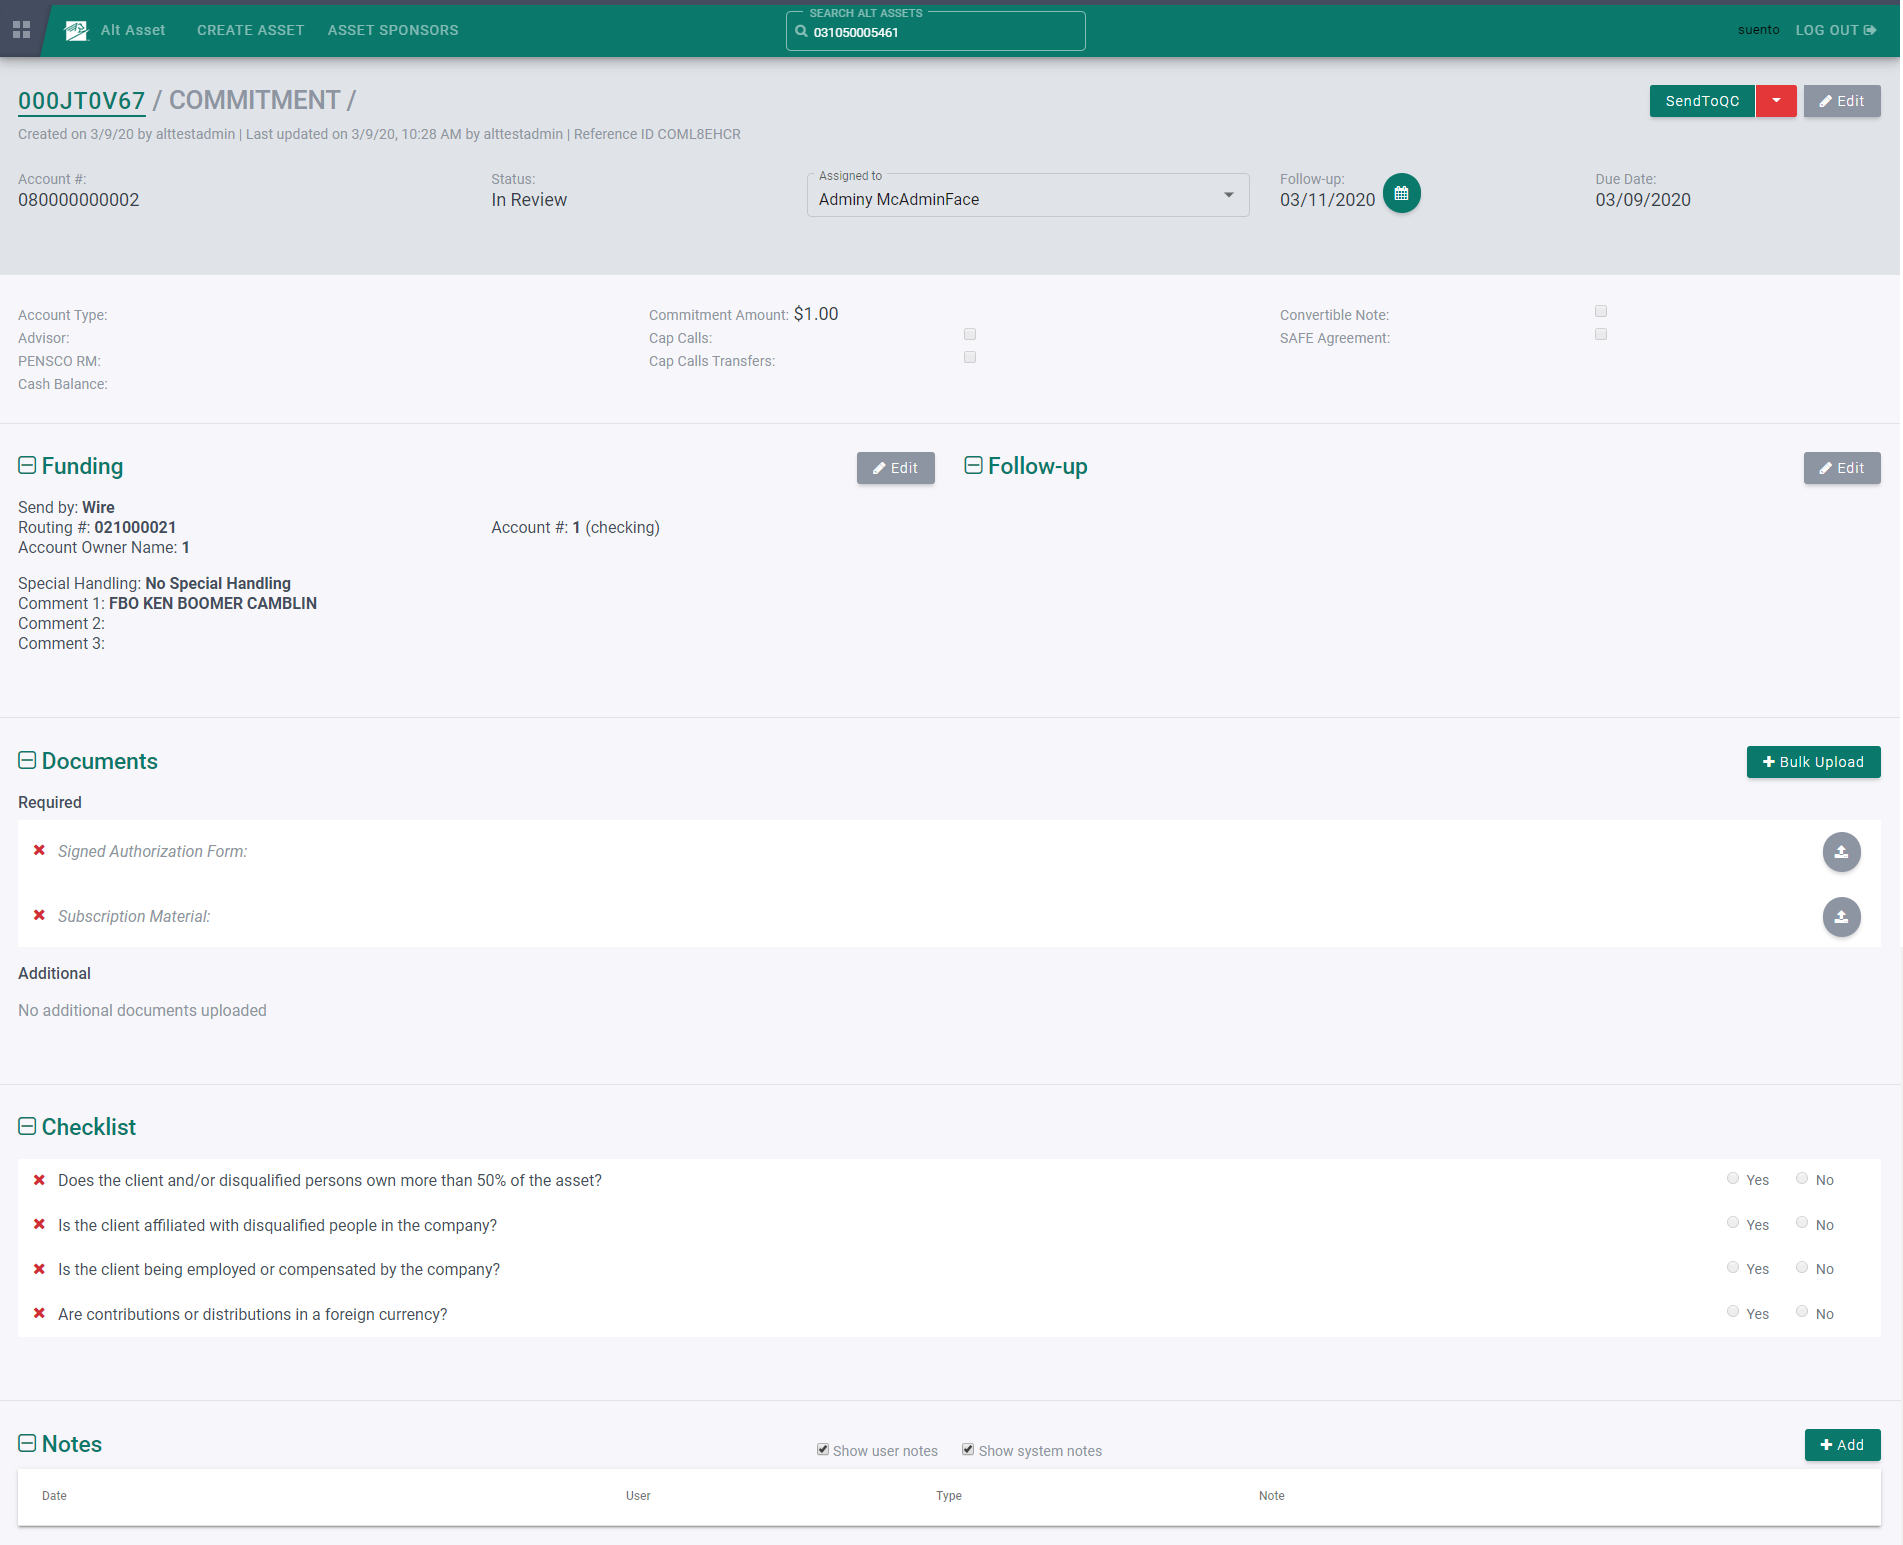 Alt Asset CREATE ASSET ASSET SPONSORS SEARCH ALT ASSETS 031050005461 suento LOG OUT
000JT0V67 / COMMITMENT / SendToQC Edit
Created on 3/9/20 by alttestadmin | Last updated on 3/9/20, 10:28 AM by alttestadmin | Reference ID COML8EHCR
Account #: Status: Assigned to Follow-up: Due Date:
080000000002 In Review Adminy McAdminFace 03/11/2020 03/09/2020
Account Type: Commitment Amount: $1.00 Convertible Note:
Advisor: Cap Calls: SAFE Agreement:
PENSCO RM: Cap Calls Transfers:
Cash Balance:
Funding Edit Follow-up Edit
Send by: Wire
Routing #: 021000021 Account #: 1 (checking)
Account Owner Name: 1
Special Handling: No Special Handling
Comment 1: FBO KEN BOOMER CAMBLIN
Comment 2:
Comment 3:
Documents Bulk Upload
Required
Signed Authorization Form:
Subscription Material:
Additional
No additional documents uploaded
Checklist
Does the client and/or disqualified persons own more than 50% of the asset? Yes No
Is the client affiliated with disqualified people in the company? Yes No
Is the client being employed or compensated by the company? Yes No
Are contributions or distributions in a foreign currency? Yes No
Notes Show user notes Show system notes Add
Date User Type Note